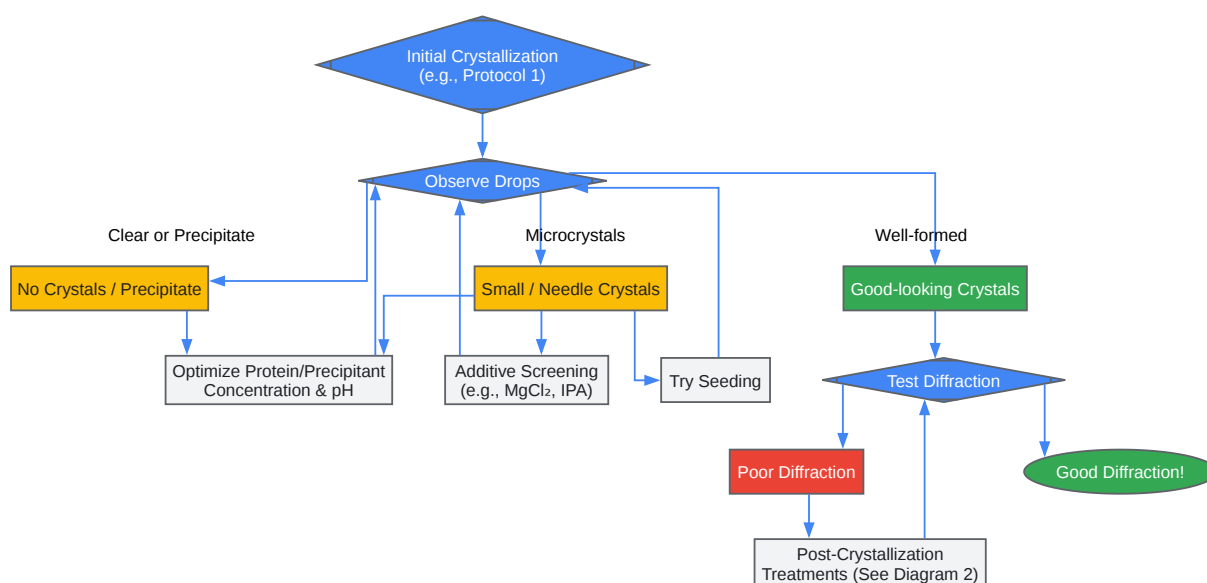 Initial Crystallization
(e.g., Protocol 1)
Observe Drops
Clear or Precipitate
Microcrystals
Well-formed
No Crystals / Precipitate
Small / Needle Crystals
Good-looking Crystals
Optimize Protein/Precipitant
Concentration & pH
Additive Screening
(e.g., MgCl₂, IPA)
Try Seeding
Test Diffraction
Poor Diffraction
Good Diffraction!
Post-Crystallization
Treatments (See Diagram 2)